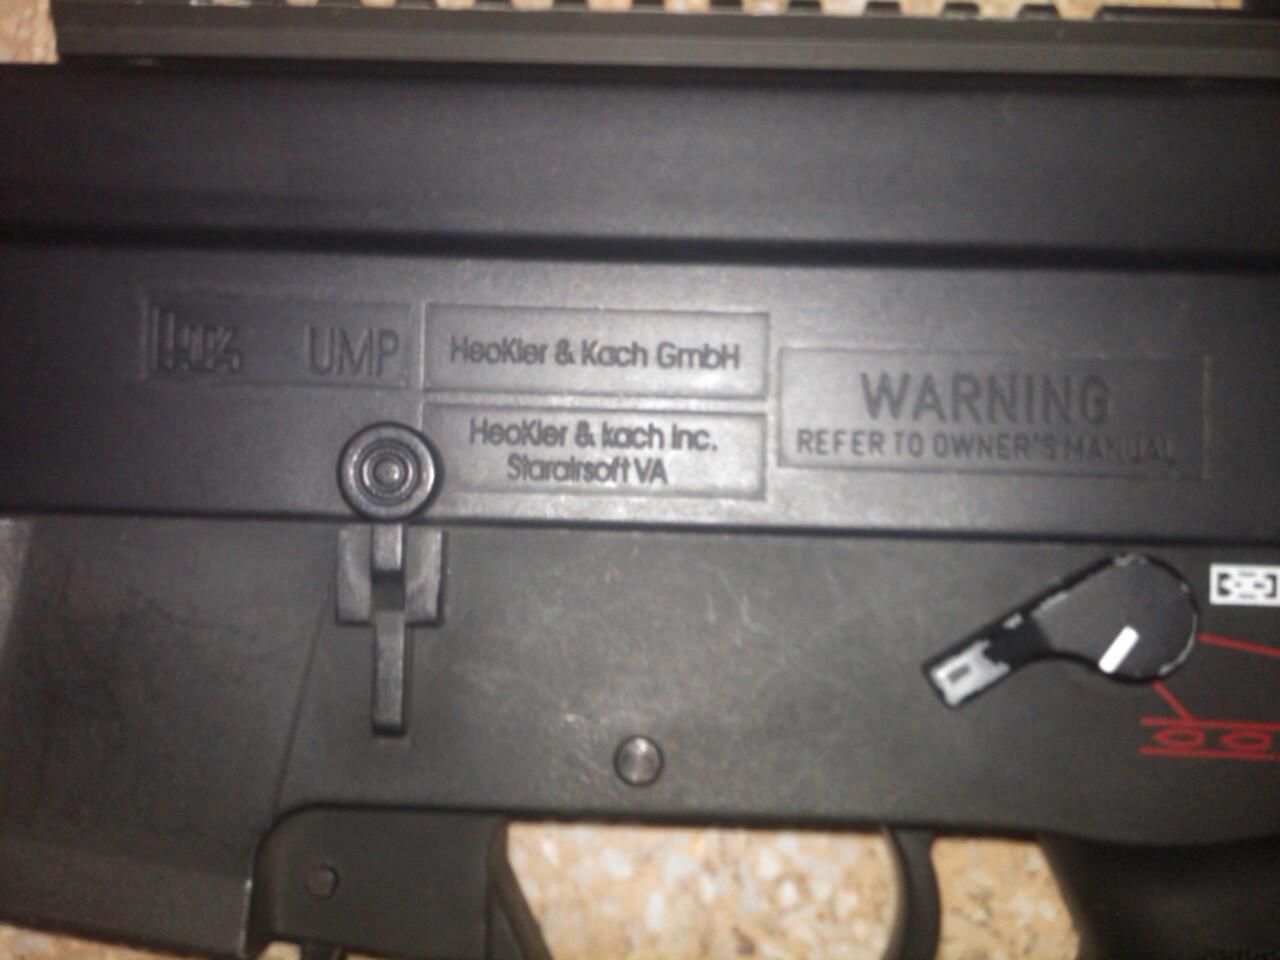 UMP
HeoKler & Kach GmbH
HeoKler & kach Inc.
Starairsoft VA
WARNING
REFER TO OWNER'S MANUAL